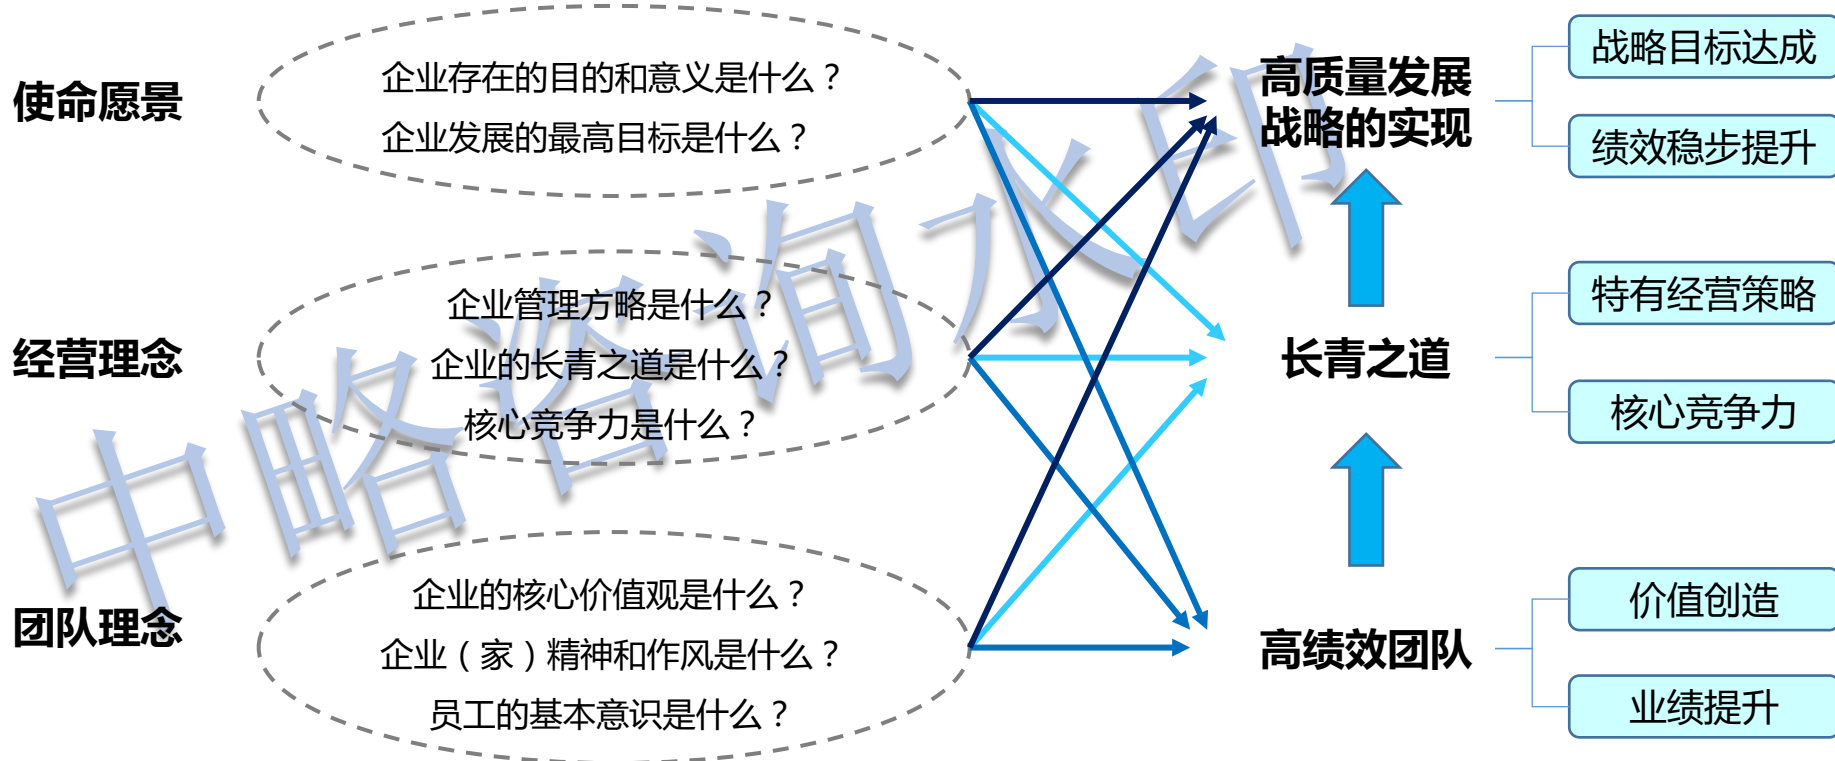 使命愿景
企业存在的目的和意义是什么？
企业发展的最高目标是什么？
高质量发展
战略的实现
战略目标达成
绩效稳步提升
经营理念
企业管理方略是什么？
企业的长青之道是什么？
核心竞争力是什么？
长青之道
特有经营策略
核心竞争力
团队理念
企业的核心价值观是什么？
企业（家）精神和作风是什么？
员工的基本意识是什么？
高绩效团队
价值创造
业绩提升
中略咨询水印